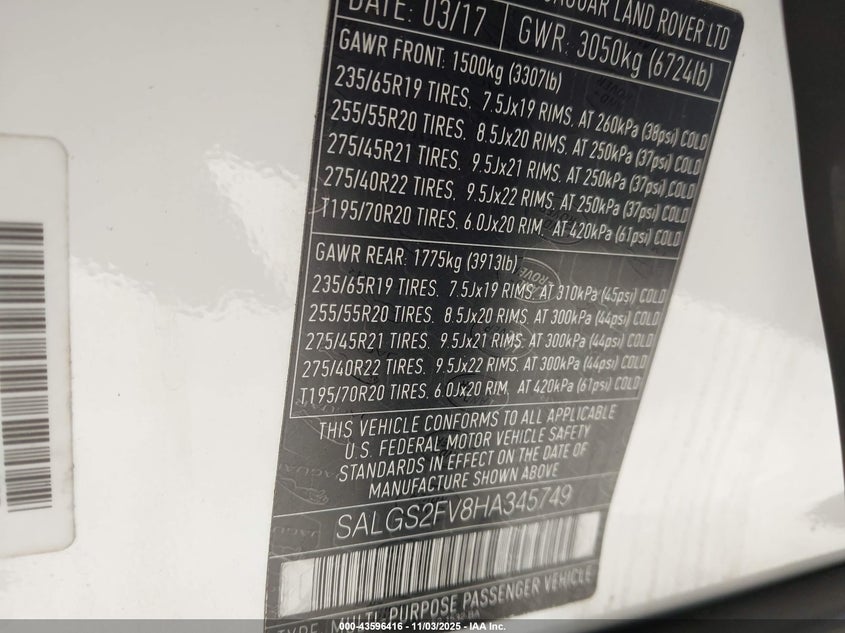 DATE: 03/17
JAGUAR LAND ROVER LTD
GWR: 3050kg (6724lb)
GAWR FRONT: 1500kg (3307lb)
235/65R19 TIRES. 7.5Jx19 RIMS. AT 260kPa (38psi) COLD
255/55R20 TIRES. 8.5Jx20 RIMS. AT 250kPa (37psi) COLD
275/45R21 TIRES. 9.5Jx21 RIMS. AT 250kPa (37psi) COLD
275/40R22 TIRES. 9.5Jx22 RIMS. AT 250kPa (37psi) COLD
T195/70R20 TIRES. 6.0Jx20 RIM. AT 420kPa (61psi) COLD
GAWR REAR: 1775kg (3913lb)
235/65R19 TIRES. 7.5Jx19 RIMS. AT 310kPa (45psi) COLD
255/55R20 TIRES. 8.5Jx20 RIMS. AT 300kPa (44psi) COLD
275/45R21 TIRES. 9.5Jx21 RIMS. AT 300kPa (44psi) COLD
275/40R22 TIRES. 9.5Jx22 RIMS. AT 300kPa (44psi) COLD
T195/70R20 TIRES. 6.0Jx20 RIM. AT 420kPa (61psi) COLD
THIS VEHICLE CONFORMS TO ALL APPLICABLE
U.S. FEDERAL MOTOR VEHICLE SAFETY
STANDARDS IN EFFECT ON THE DATE OF
MANUFACTURE SHOWN ABOVE
SALGS2FV8HA345749
TYPE: MULTI-PURPOSE PASSENGER VEHICLE
000-43596416 - 11/03/2025 - IAA Inc.